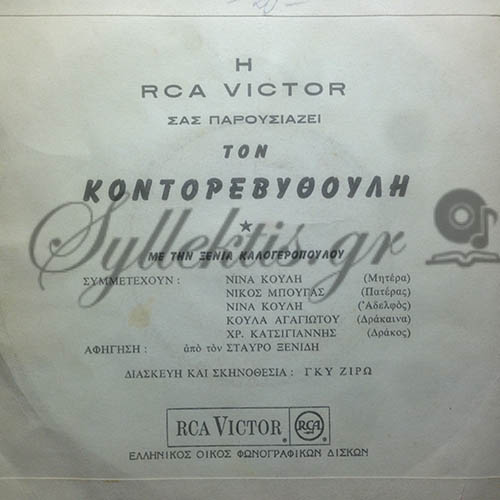 Η
RCA VICTOR
ΣΑΣ ΠΑΡΟΥΣΙΑΖΕΙ
ΤΟΝ
ΚΟΝΤΟΡΕΒΥΘΟΥΛΗ
Syllektis.gr
ΜΕ ΤΗΝ ΞΕΝΙΑ ΚΑΛΟΓΕΡΟΠΟΥΛΟΥ
ΣΥΜΜΕΤΕΧΟΥΝ : ΝΙΝΑ ΚΟΥΛΗ (Μητέρα)
ΝΙΚΟΣ ΜΠΟΥΓΑΣ (Πατέρας)
ΝΙΝΑ ΚΟΥΛΗ (Ἀδελφὸς)
ΚΟΥΛΑ ΑΓΑΓΙΩΤΟΥ (Δράκαινα)
ΧΡ. ΚΑΤΣΙΓΙΑΝΝΗΣ (Δράκος)
ΑΦΗΓΗΣΗ : ἀπὸ τὸν ΣΤΑΥΡΟ ΞΕΝΙΔΗ
ΔΙΑΣΚΕΥΗ ΚΑΙ ΣΚΗΝΟΘΕΣΙΑ : ΓΚΥ ΖΙΡΩ
RCA VICTOR RCA
ΕΛΛΗΝΙΚΟΣ ΟΙΚΟΣ ΦΩΝΟΓΡΑΦΙΚΩΝ ΔΙΣΚΩΝ